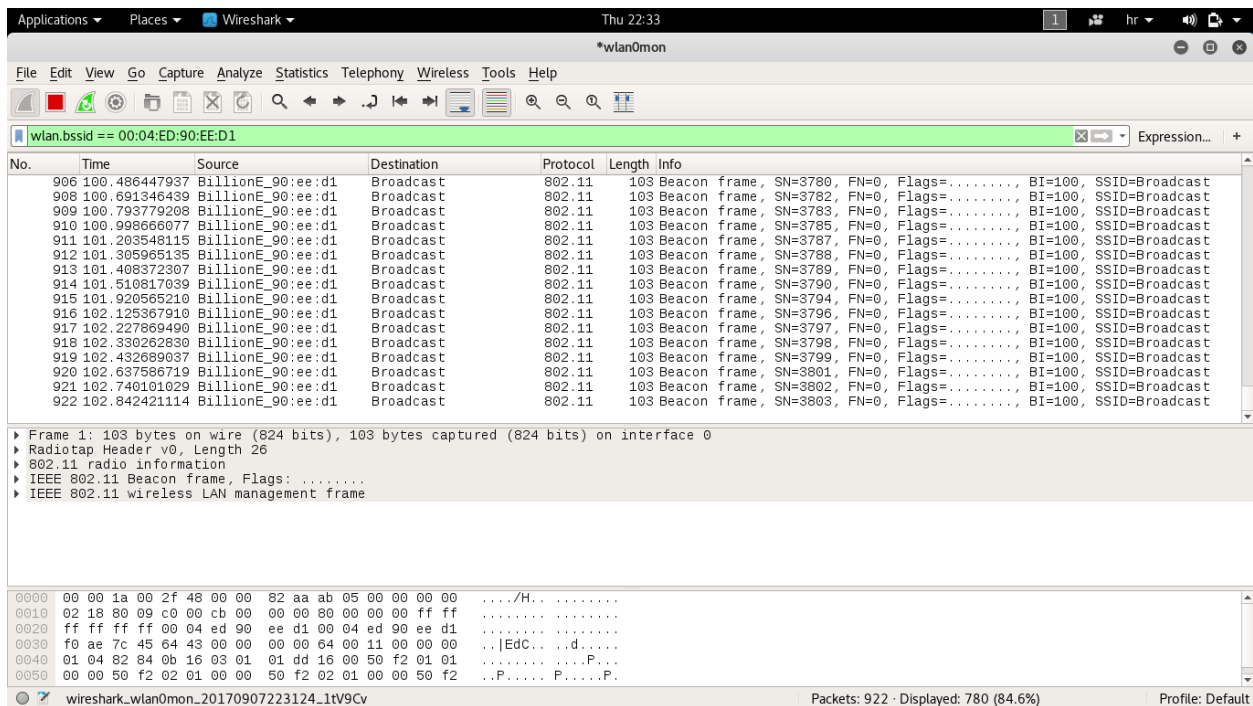 Applications Places Wireshark Thu 22:33 1 hr
*wlan0mon
File Edit View Go Capture Analyze Statistics Telephony Wireless Tools Help
wlan.bssid == 00:04:ED:90:EE:D1 Expression... +
No. Time Source Destination Protocol Length Info
906 100.486447937 BillionE_90:ee:d1 Broadcast 802.11 103 Beacon frame, SN=3780, FN=0, Flags=........, BI=100, SSID=Broadcast
908 100.691346439 BillionE_90:ee:d1 Broadcast 802.11 103 Beacon frame, SN=3782, FN=0, Flags=........, BI=100, SSID=Broadcast
909 100.793779208 BillionE_90:ee:d1 Broadcast 802.11 103 Beacon frame, SN=3783, FN=0, Flags=........, BI=100, SSID=Broadcast
910 100.998666077 BillionE_90:ee:d1 Broadcast 802.11 103 Beacon frame, SN=3785, FN=0, Flags=........, BI=100, SSID=Broadcast
911 101.203548115 BillionE_90:ee:d1 Broadcast 802.11 103 Beacon frame, SN=3787, FN=0, Flags=........, BI=100, SSID=Broadcast
912 101.305965135 BillionE_90:ee:d1 Broadcast 802.11 103 Beacon frame, SN=3788, FN=0, Flags=........, BI=100, SSID=Broadcast
913 101.408372307 BillionE_90:ee:d1 Broadcast 802.11 103 Beacon frame, SN=3789, FN=0, Flags=........, BI=100, SSID=Broadcast
914 101.510817039 BillionE_90:ee:d1 Broadcast 802.11 103 Beacon frame, SN=3790, FN=0, Flags=........, BI=100, SSID=Broadcast
915 101.920565210 BillionE_90:ee:d1 Broadcast 802.11 103 Beacon frame, SN=3794, FN=0, Flags=........, BI=100, SSID=Broadcast
916 102.125367910 BillionE_90:ee:d1 Broadcast 802.11 103 Beacon frame, SN=3796, FN=0, Flags=........, BI=100, SSID=Broadcast
917 102.227869490 BillionE_90:ee:d1 Broadcast 802.11 103 Beacon frame, SN=3797, FN=0, Flags=........, BI=100, SSID=Broadcast
918 102.330262830 BillionE_90:ee:d1 Broadcast 802.11 103 Beacon frame, SN=3798, FN=0, Flags=........, BI=100, SSID=Broadcast
919 102.432689037 BillionE_90:ee:d1 Broadcast 802.11 103 Beacon frame, SN=3799, FN=0, Flags=........, BI=100, SSID=Broadcast
920 102.637586719 BillionE_90:ee:d1 Broadcast 802.11 103 Beacon frame, SN=3801, FN=0, Flags=........, BI=100, SSID=Broadcast
921 102.740101029 BillionE_90:ee:d1 Broadcast 802.11 103 Beacon frame, SN=3802, FN=0, Flags=........, BI=100, SSID=Broadcast
922 102.842421114 BillionE_90:ee:d1 Broadcast 802.11 103 Beacon frame, SN=3803, FN=0, Flags=........, BI=100, SSID=Broadcast
Frame 1: 103 bytes on wire (824 bits), 103 bytes captured (824 bits) on interface 0
Radiotap Header v0, Length 26
802.11 radio information
IEEE 802.11 Beacon frame, Flags: ........
IEEE 802.11 wireless LAN management frame
0000 00 00 1a 00 2f 48 00 00 82 aa ab 05 00 00 00 00 ..../H.. ........
0010 02 18 80 09 c0 00 cb 00 00 00 80 00 00 00 ff ff ........ ........
0020 ff ff ff ff 00 04 ed 90 ee d1 00 04 ed 90 ee d1 ........ ........
0030 f0 ae 7c 45 64 43 00 00 00 00 64 00 11 00 00 00 ..|EdC.. ..d.....
0040 01 04 82 84 0b 16 03 01 01 dd 16 00 50 f2 01 01 ........ ....P...
0050 00 00 50 f2 02 01 00 00 50 f2 02 01 00 00 50 f2 ..P..... P.....P.
wireshark_wlan0mon_20170907223124_1tV9Cv Packets: 922 · Displayed: 780 (84.6%) Profile: Default